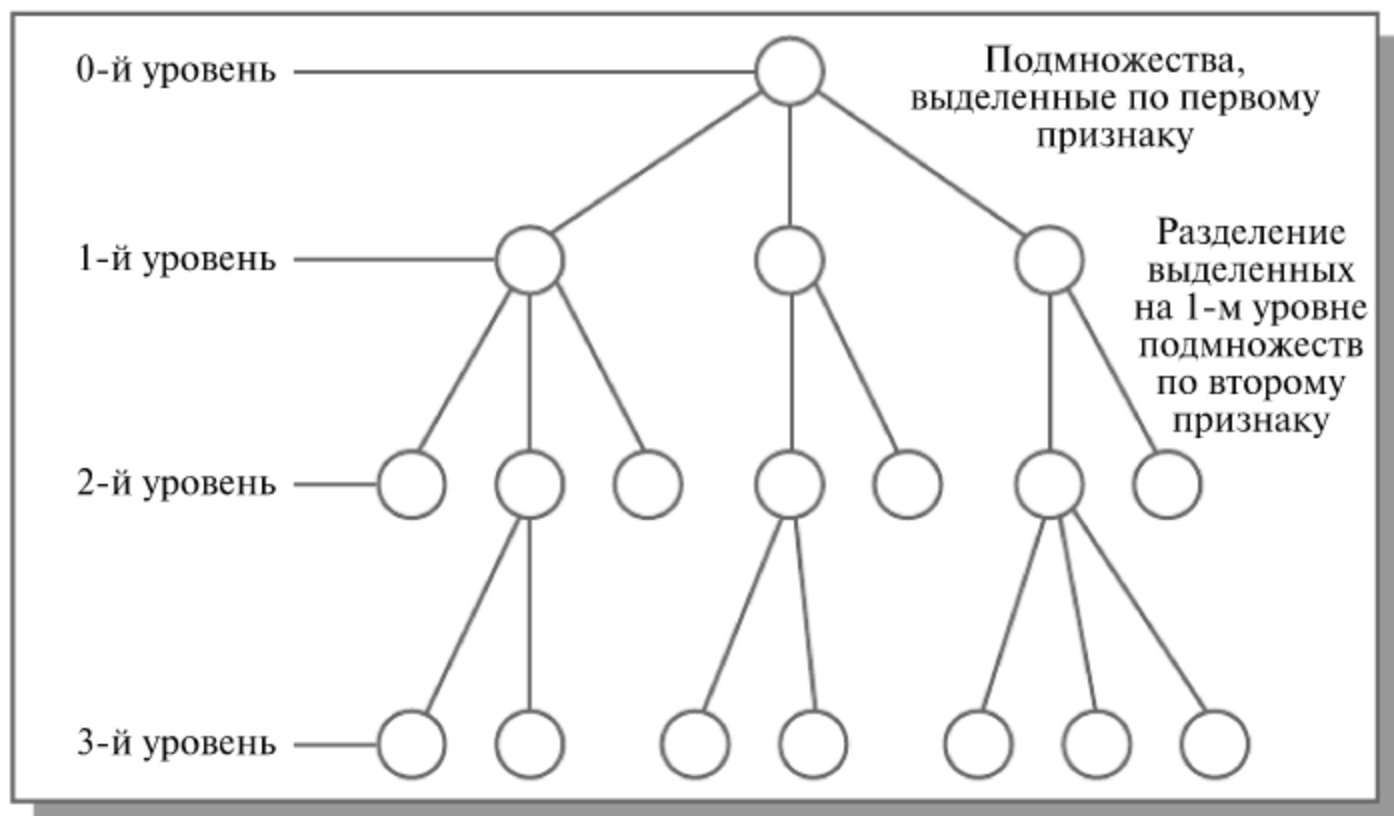 0-й уровень
Подмножества,
выделенные по первому
признаку
1-й уровень
Разделение
выделенных
на 1-м уровне
подмножеств
по второму
признаку
2-й уровень
3-й уровень